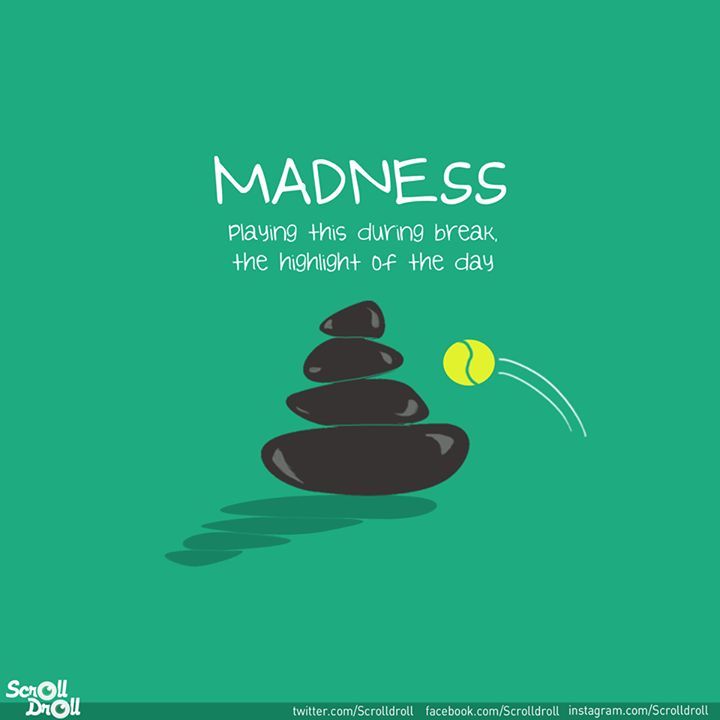 MADNESS
Playing this during break,
the highlight of the day
Scroll
Droll
twitter.com/Scrolldroll facebook.com/Scrolldroll instagram.com/Scrolldroll